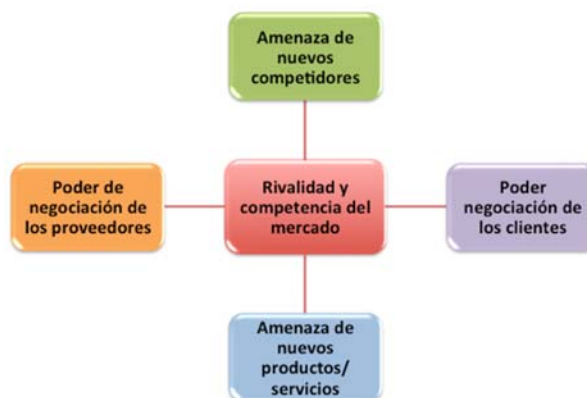 Amenaza de
nuevos
competidores
Poder de
negociación de
los proveedores
Rivalidad y
competencia del
mercado
Poder
negociación de
los clientes
Amenaza de
nuevos
productos/
servicios